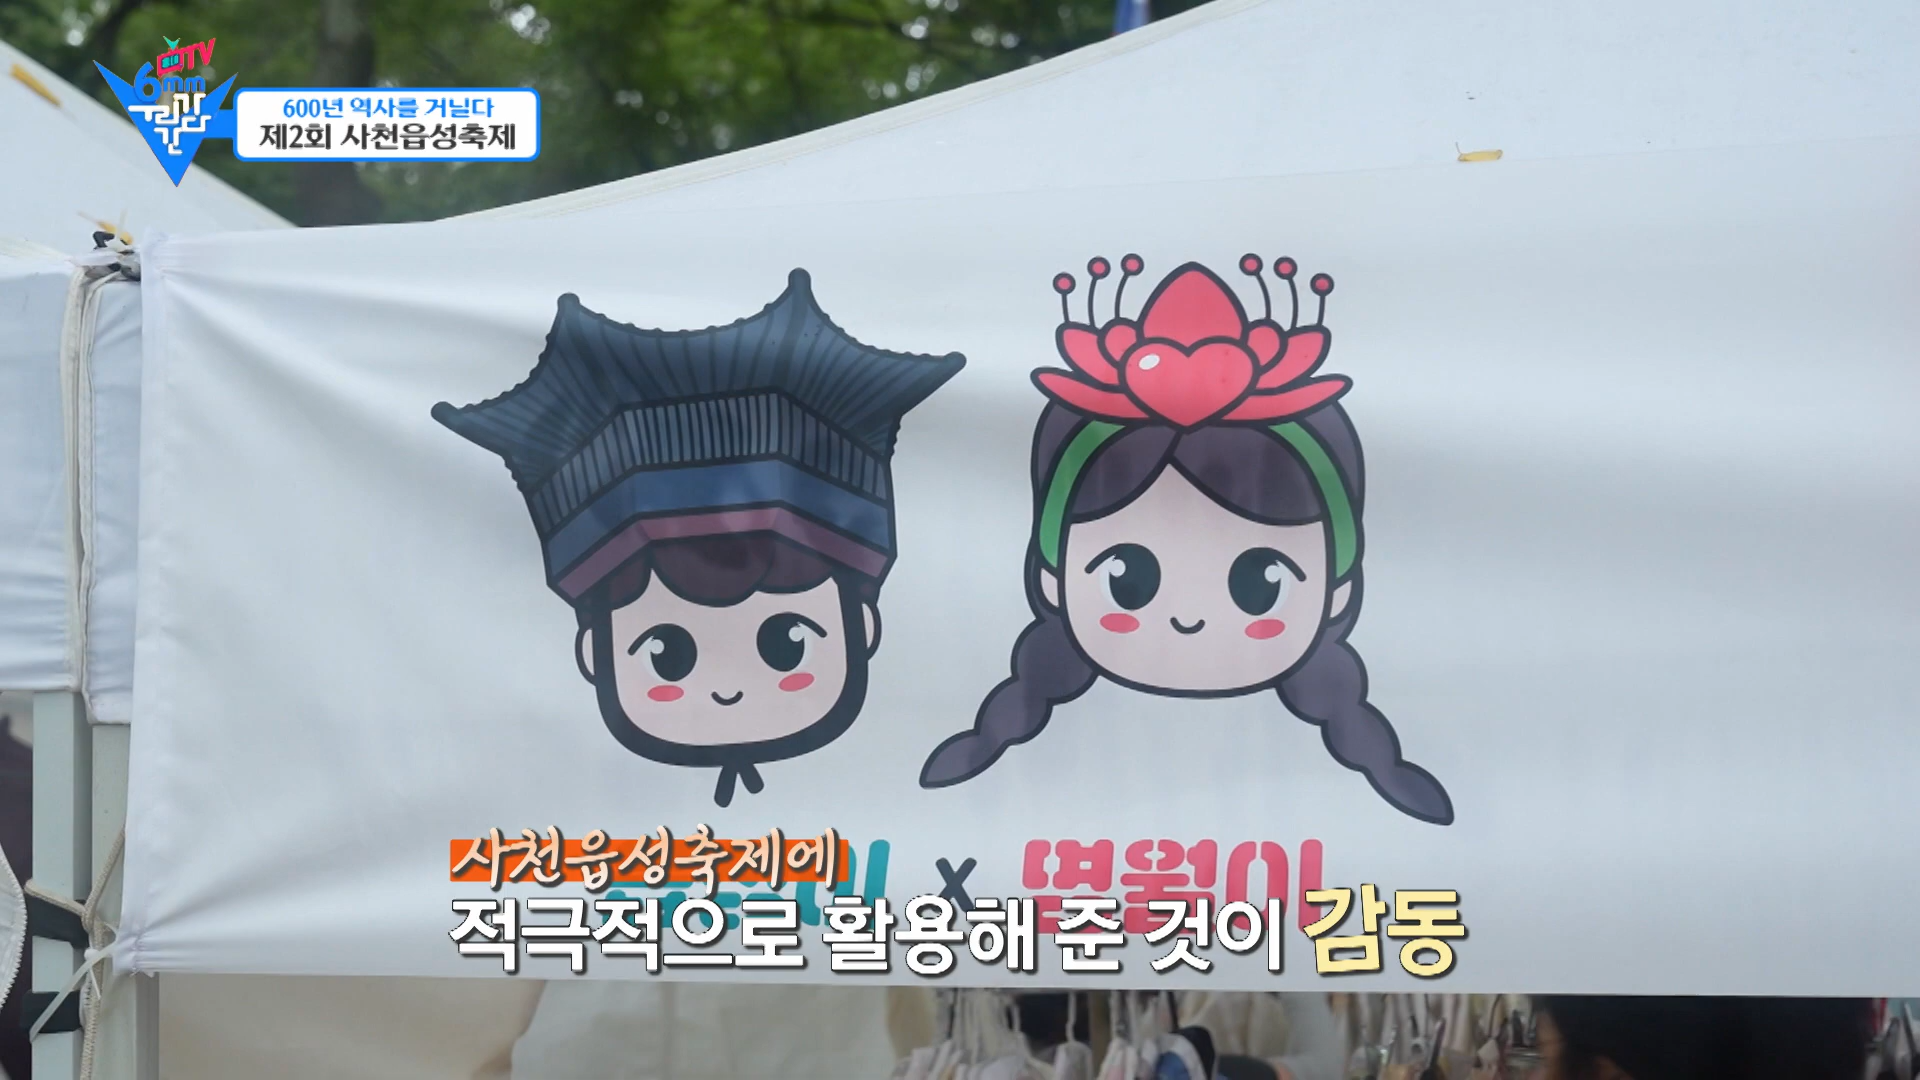 TV
6mm
600년 역사를 거닐다
제2회 사천읍성축제
x 별월이
사천읍성축제에
적극적으로 활용해 준 것이 감동